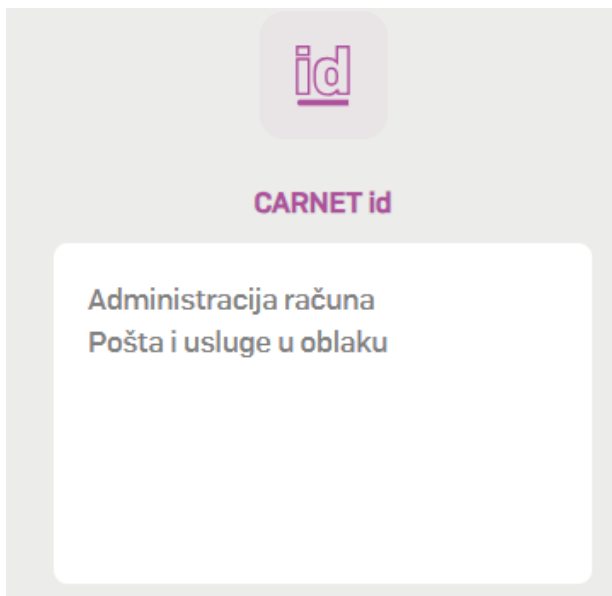 id
CARNET id
Administracija računa
Pošta i usluge u oblaku